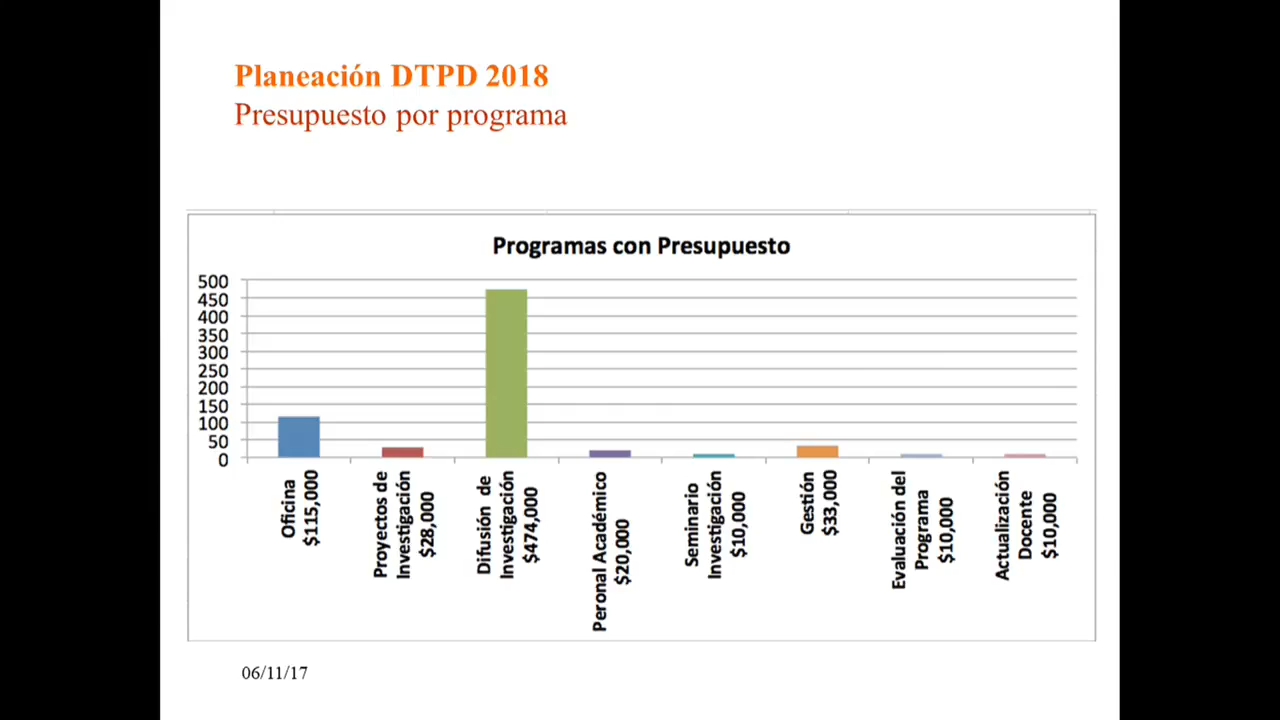 Planeación DTPD 2018
Presupuesto por programa
Programas con Presupuesto
500
450
400
350
300
250
200
150
100
50
0
Oficina
$115,000
Proyectos de
Investigación
$28,000
Difusión de
Investigación
$474,000
Peronal Académico
$20,000
Seminario
Investigación
$10,000
Gestión
$33,000
Evaluación del
Programa
$10,000
Actualización
Docente
$10,000
06/11/17